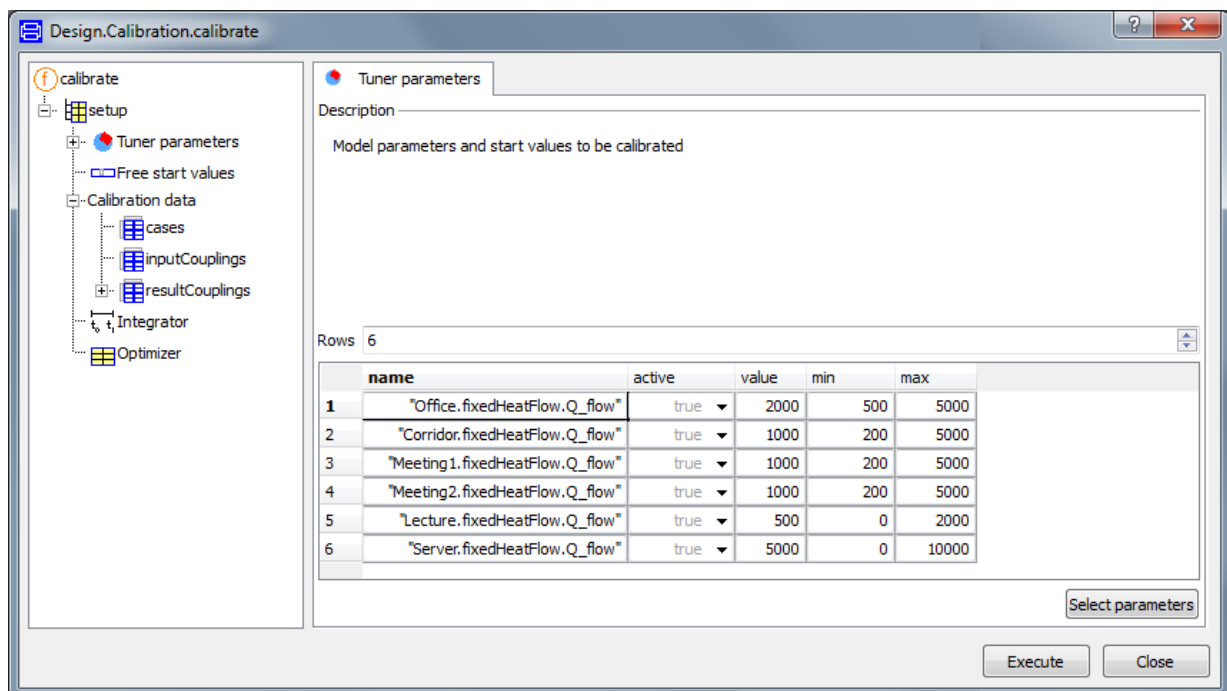 Design.Calibration.calibrate
f calibrate
setup
Tuner parameters
Free start values
Calibration data
cases
inputCouplings
resultCouplings
t₀ t₁ Integrator
Optimizer
Tuner parameters
Description
Model parameters and start values to be calibrated
Rows 6
name active value min max
1 "Office.fixedHeatFlow.Q_flow" true 2000 500 5000
2 "Corridor.fixedHeatFlow.Q_flow" true 1000 200 5000
3 "Meeting1.fixedHeatFlow.Q_flow" true 1000 200 5000
4 "Meeting2.fixedHeatFlow.Q_flow" true 1000 200 5000
5 "Lecture.fixedHeatFlow.Q_flow" true 500 0 2000
6 "Server.fixedHeatFlow.Q_flow" true 5000 0 10000
Select parameters
Execute Close